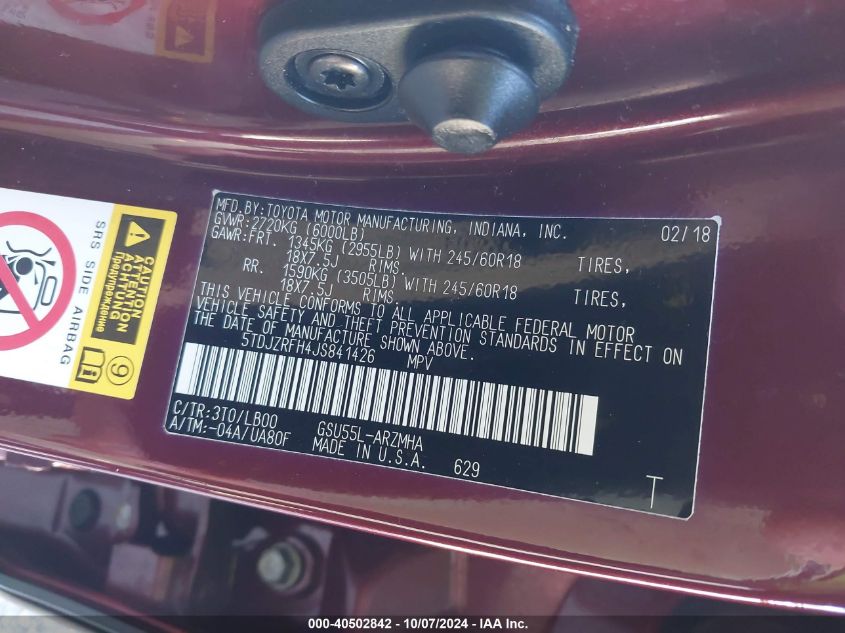 MFD.BY:TOYOTA MOTOR MANUFACTURING, INDIANA, INC. 02/18
GVWR:2720KG (6000LB)
GAWR:FRT. 1345KG (2955LB) WITH 245/60R18 TIRES,
18X7.5J RIMS.
RR. 1590KG (3505LB) WITH 245/60R18 TIRES,
18X7.5J RIMS
THIS VEHICLE CONFORMS TO ALL APPLICABLE FEDERAL MOTOR
VEHICLE SAFETY AND THEFT PREVENTION STANDARDS IN EFFECT ON
THE DATE OF MANUFACTURE SHOWN ABOVE.
5TDJZRFH4JS841426 MPV
C/TR:3T0/LB00 GSU55L-ARZMHA
A/TM:-04A/UA80F MADE IN U.S.A. 629
T
SRS SIDE AIRBAG
CAUTION
ATTENTION
ACHTUNG
Предупреждение
9
000-40502842 - 10/07/2024 - IAA Inc.